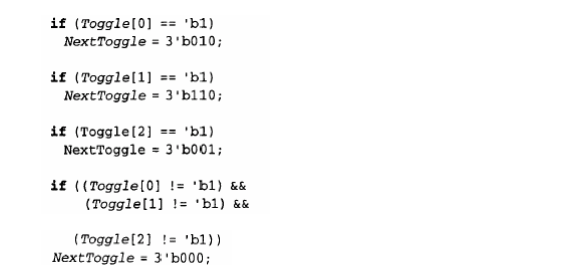 if (Toggle[0] == 'b1)
NextToggle = 3'b010;
if (Toggle[1] == 'b1)
NextToggle = 3'b110;
if (Toggle[2] == 'b1)
NextToggle = 3'b001;
if ((Toggle[0] != 'b1) &&
(Toggle[1] != 'b1) &&
(Toggle[2] != 'b1))
NextToggle = 3'b000;